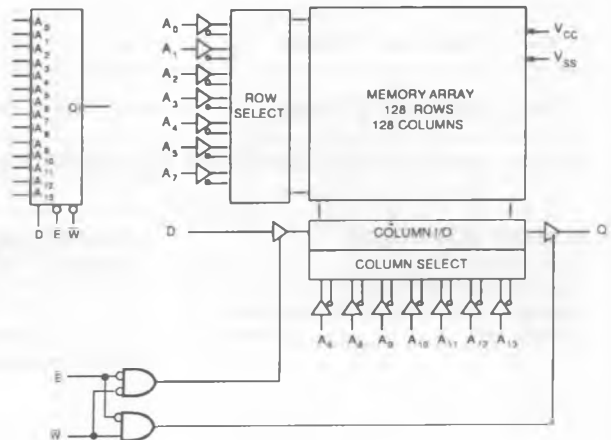 A0
A1
A2
A3
A4
A5
A6
A7
A8
A9
A10
A11
A12
A13
Q
D E W
A0
A1
A2
A3
A4
A5
A7
ROW
SELECT
MEMORY ARRAY
128 ROWS
128 COLUMNS
VCC
VSS
D
COLUMN I/O
Q
COLUMN SELECT
A6 A8 A9 A10 A11 A12 A13
E
W